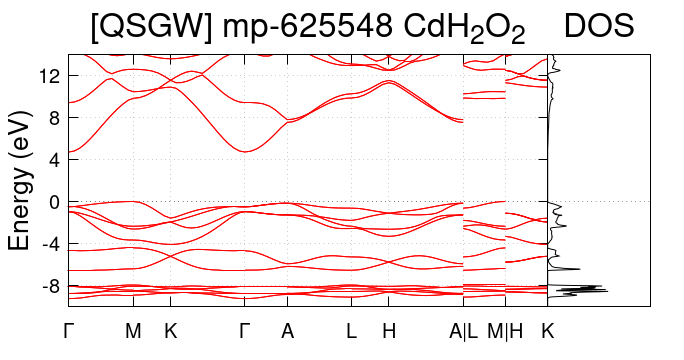 [QSGW] mp-625548 CdH₂O₂ DOS
Energy (eV)
12
8
4
0
-4
-8
Γ M K Γ A L H A|L M|H K